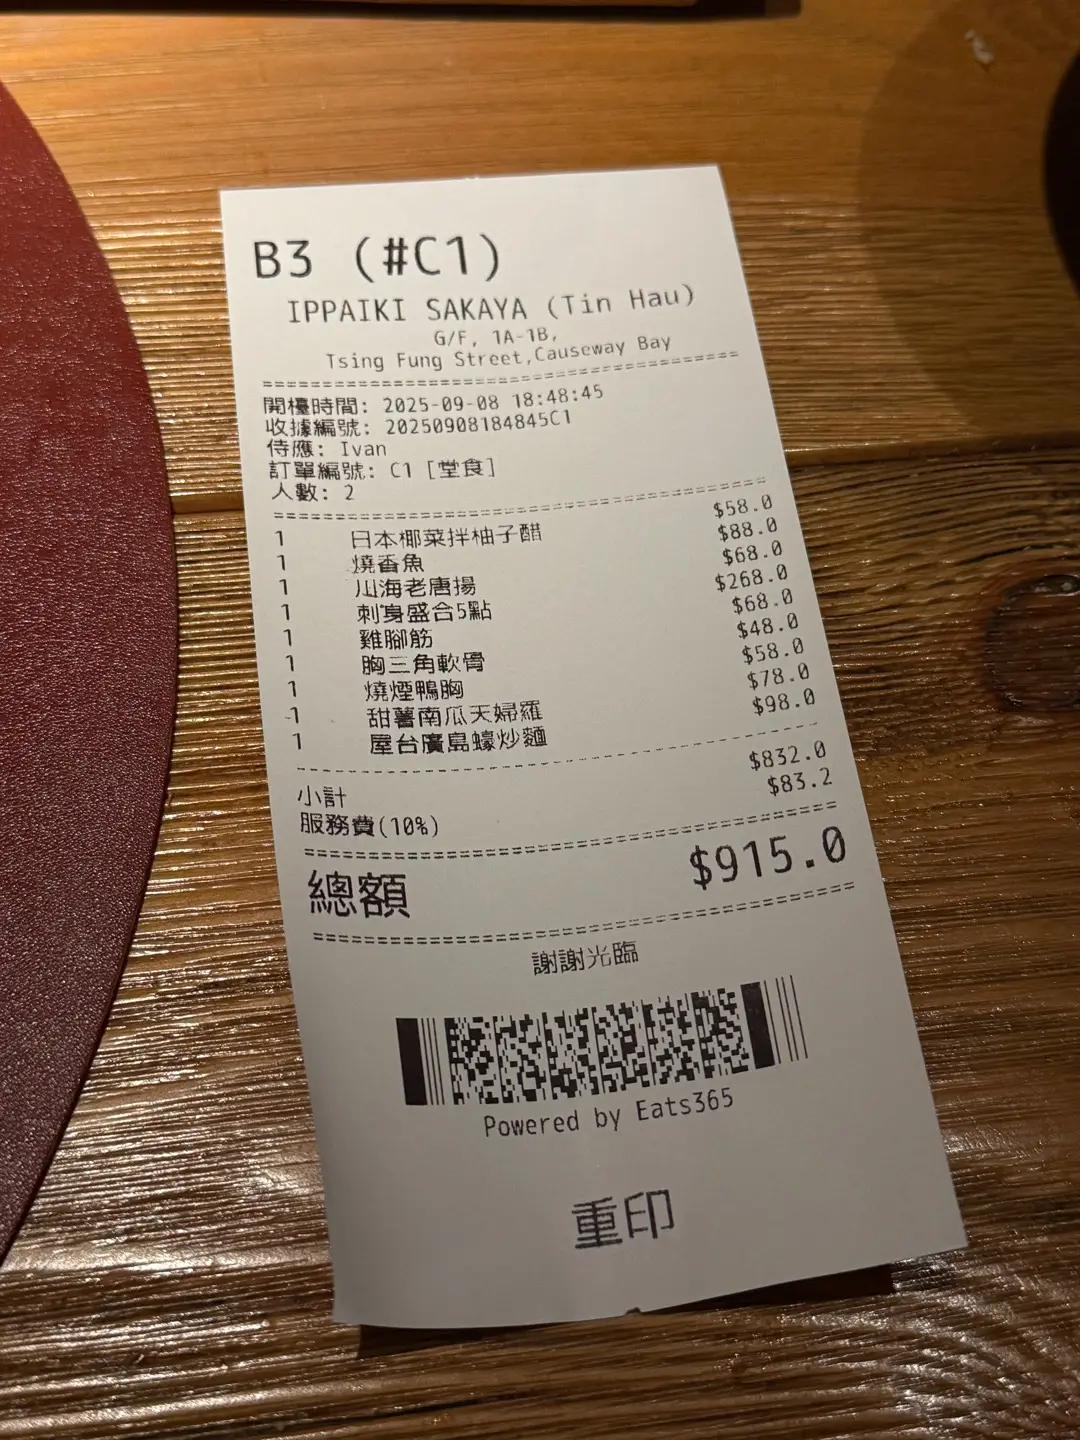 B3 (#C1)
IPPAIKI SAKAYA (Tin Hau)
G/F, 1A-1B,
Tsing Fung Street,Causeway Bay
開檯時間: 2025-09-08 18:48:45
收據編號: 20250908184845C1
侍應: Ivan
訂單編號: C1 [堂食]
人數: 2
1 日本椰菜拌柚子醋 $58.0
1 燒香魚 $88.0
1 川海老唐揚 $68.0
1 刺身盛合5點 $268.0
1 雞腳筋 $68.0
1 胸三角軟骨 $48.0
1 燒煙鴨胸 $58.0
1 甜薯南瓜天婦羅 $78.0
1 屋台廣島蠔炒麵 $98.0
小計 $832.0
服務費(10%) $83.2
總額 $915.0
謝謝光臨
Powered by Eats365
重印